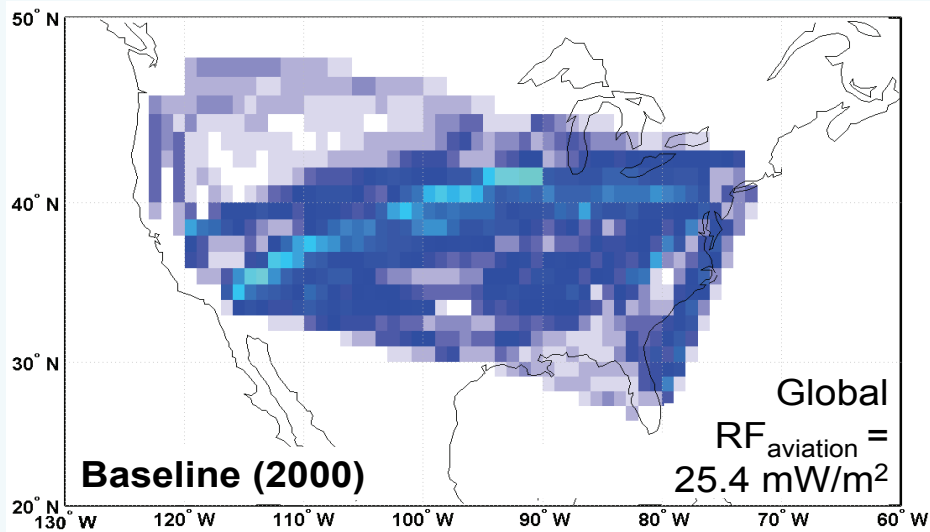 50° N
40° N
30° N
20° N
Global
RF_aviation =
25.4 mW/m²
Baseline (2000)
130° W 120° W 110° W 100° W 90° W 80° W 70° W 60° W